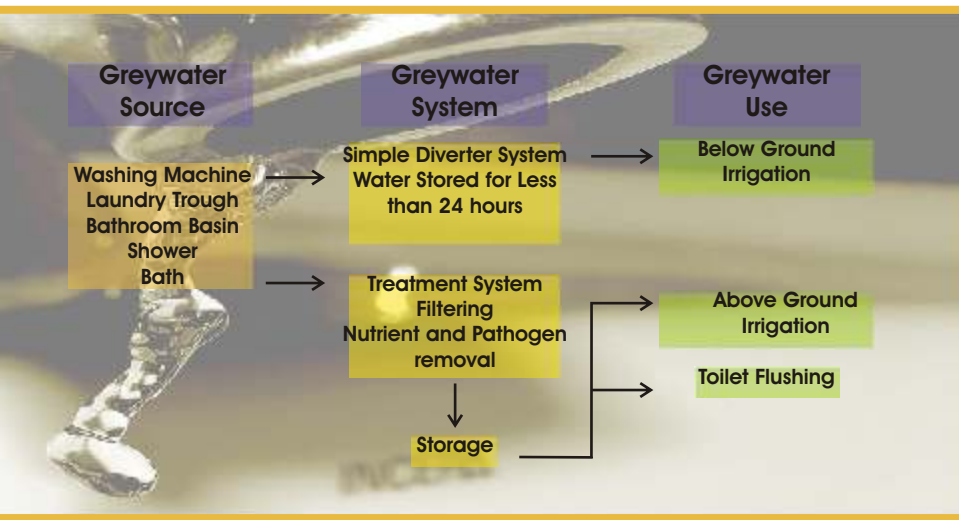 Greywater
Source
Greywater
System
Greywater
Use
Washing Machine
Laundry Trough
Bathroom Basin
Shower
Bath
Simple Diverter System
Water Stored for Less
than 24 hours
Below Ground
Irrigation
Treatment System
Filtering
Nutrient and Pathogen
removal
Storage
Above Ground
Irrigation
Toilet Flushing